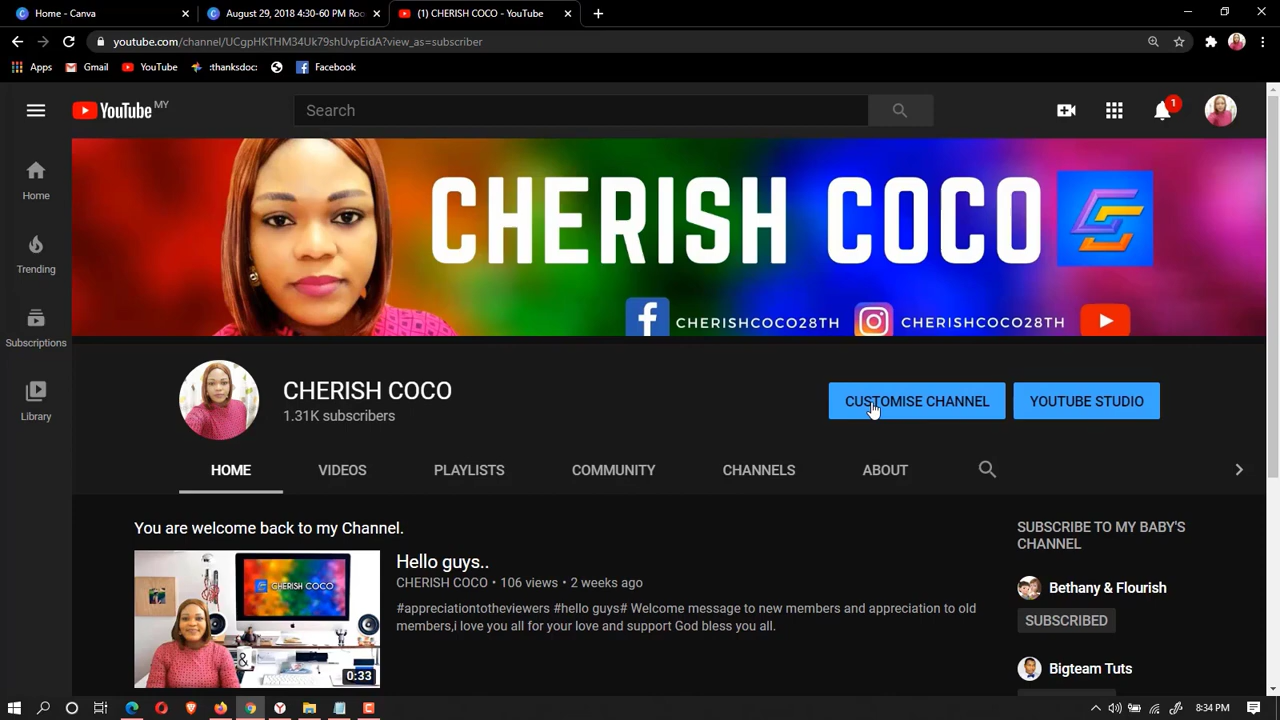 Home - Canva
August 29, 2018 4:30-60 PM Roo
(1) CHERISH COCO - YouTube
youtube.com/channel/UCgpHKTHM34Uk79shUvpEidA?view_as=subscriber
Apps
Gmail
YouTube
:thanksdoc:
Facebook
YouTube MY
Search
1
Home
Trending
Subscriptions
Library
CHERISH COCO
CHERISHCOCO28TH
CHERISHCOCO28TH
CHERISH COCO
1.31K subscribers
CUSTOMISE CHANNEL
YOUTUBE STUDIO
HOME
VIDEOS
PLAYLISTS
COMMUNITY
CHANNELS
ABOUT
You are welcome back to my Channel.
CHERISH COCO
&
0:33
Hello guys..
CHERISH COCO • 106 views • 2 weeks ago
#appreciationtotheviewers #hello guys# Welcome message to new members and appreciation to old
members,i love you all for your love and support God bless you all.
SUBSCRIBE TO MY BABY'S
CHANNEL
Bethany & Flourish
SUBSCRIBED
Bigteam Tuts
8:34 PM